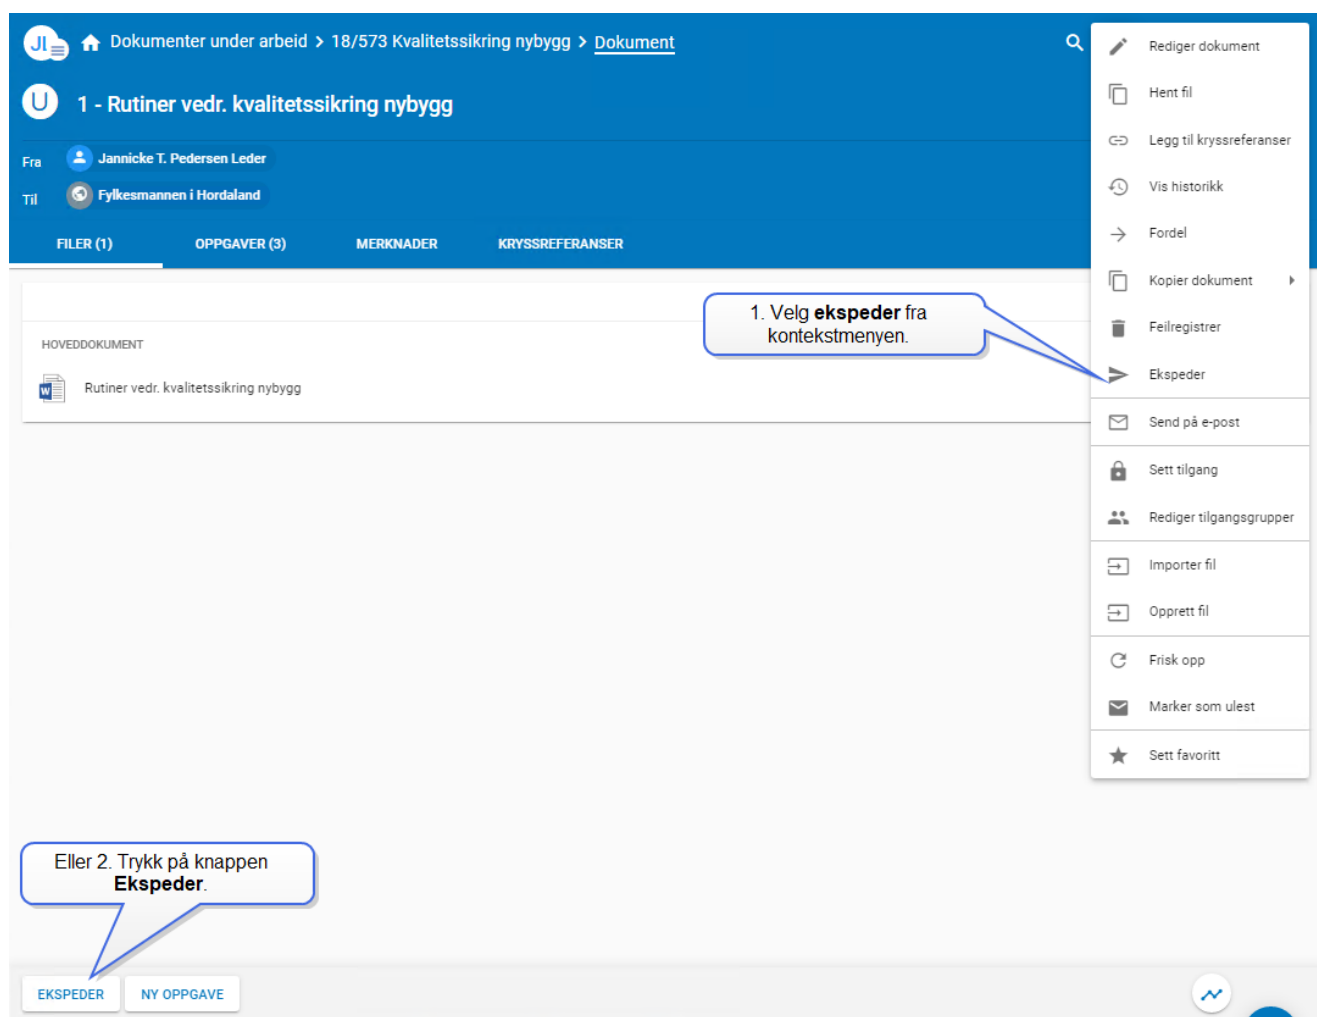 JL
Dokumenter under arbeid > 18/573 Kvalitetssikring nybygg > Dokument
U
1 - Rutiner vedr. kvalitetssikring nybygg
Fra Jannicke T. Pedersen Leder
Til Fylkesmannen i Hordaland
FILER (1) OPPGAVER (3) MERKNADER KRYSSREFERANSER
HOVEDDOKUMENT
Rutiner vedr. kvalitetssikring nybygg
1. Velg ekspeder fra
kontekstmenyen.
Rediger dokument
Hent fil
Legg til kryssreferanser
Vis historikk
Fordel
Kopier dokument
Feilregistrer
Ekspeder
Send på e-post
Sett tilgang
Rediger tilgangsgrupper
Importer fil
Opprett fil
Frisk opp
Marker som ulest
Sett favoritt
Eller 2. Trykk på knappen
Ekspeder.
EKSPEDER NY OPPGAVE